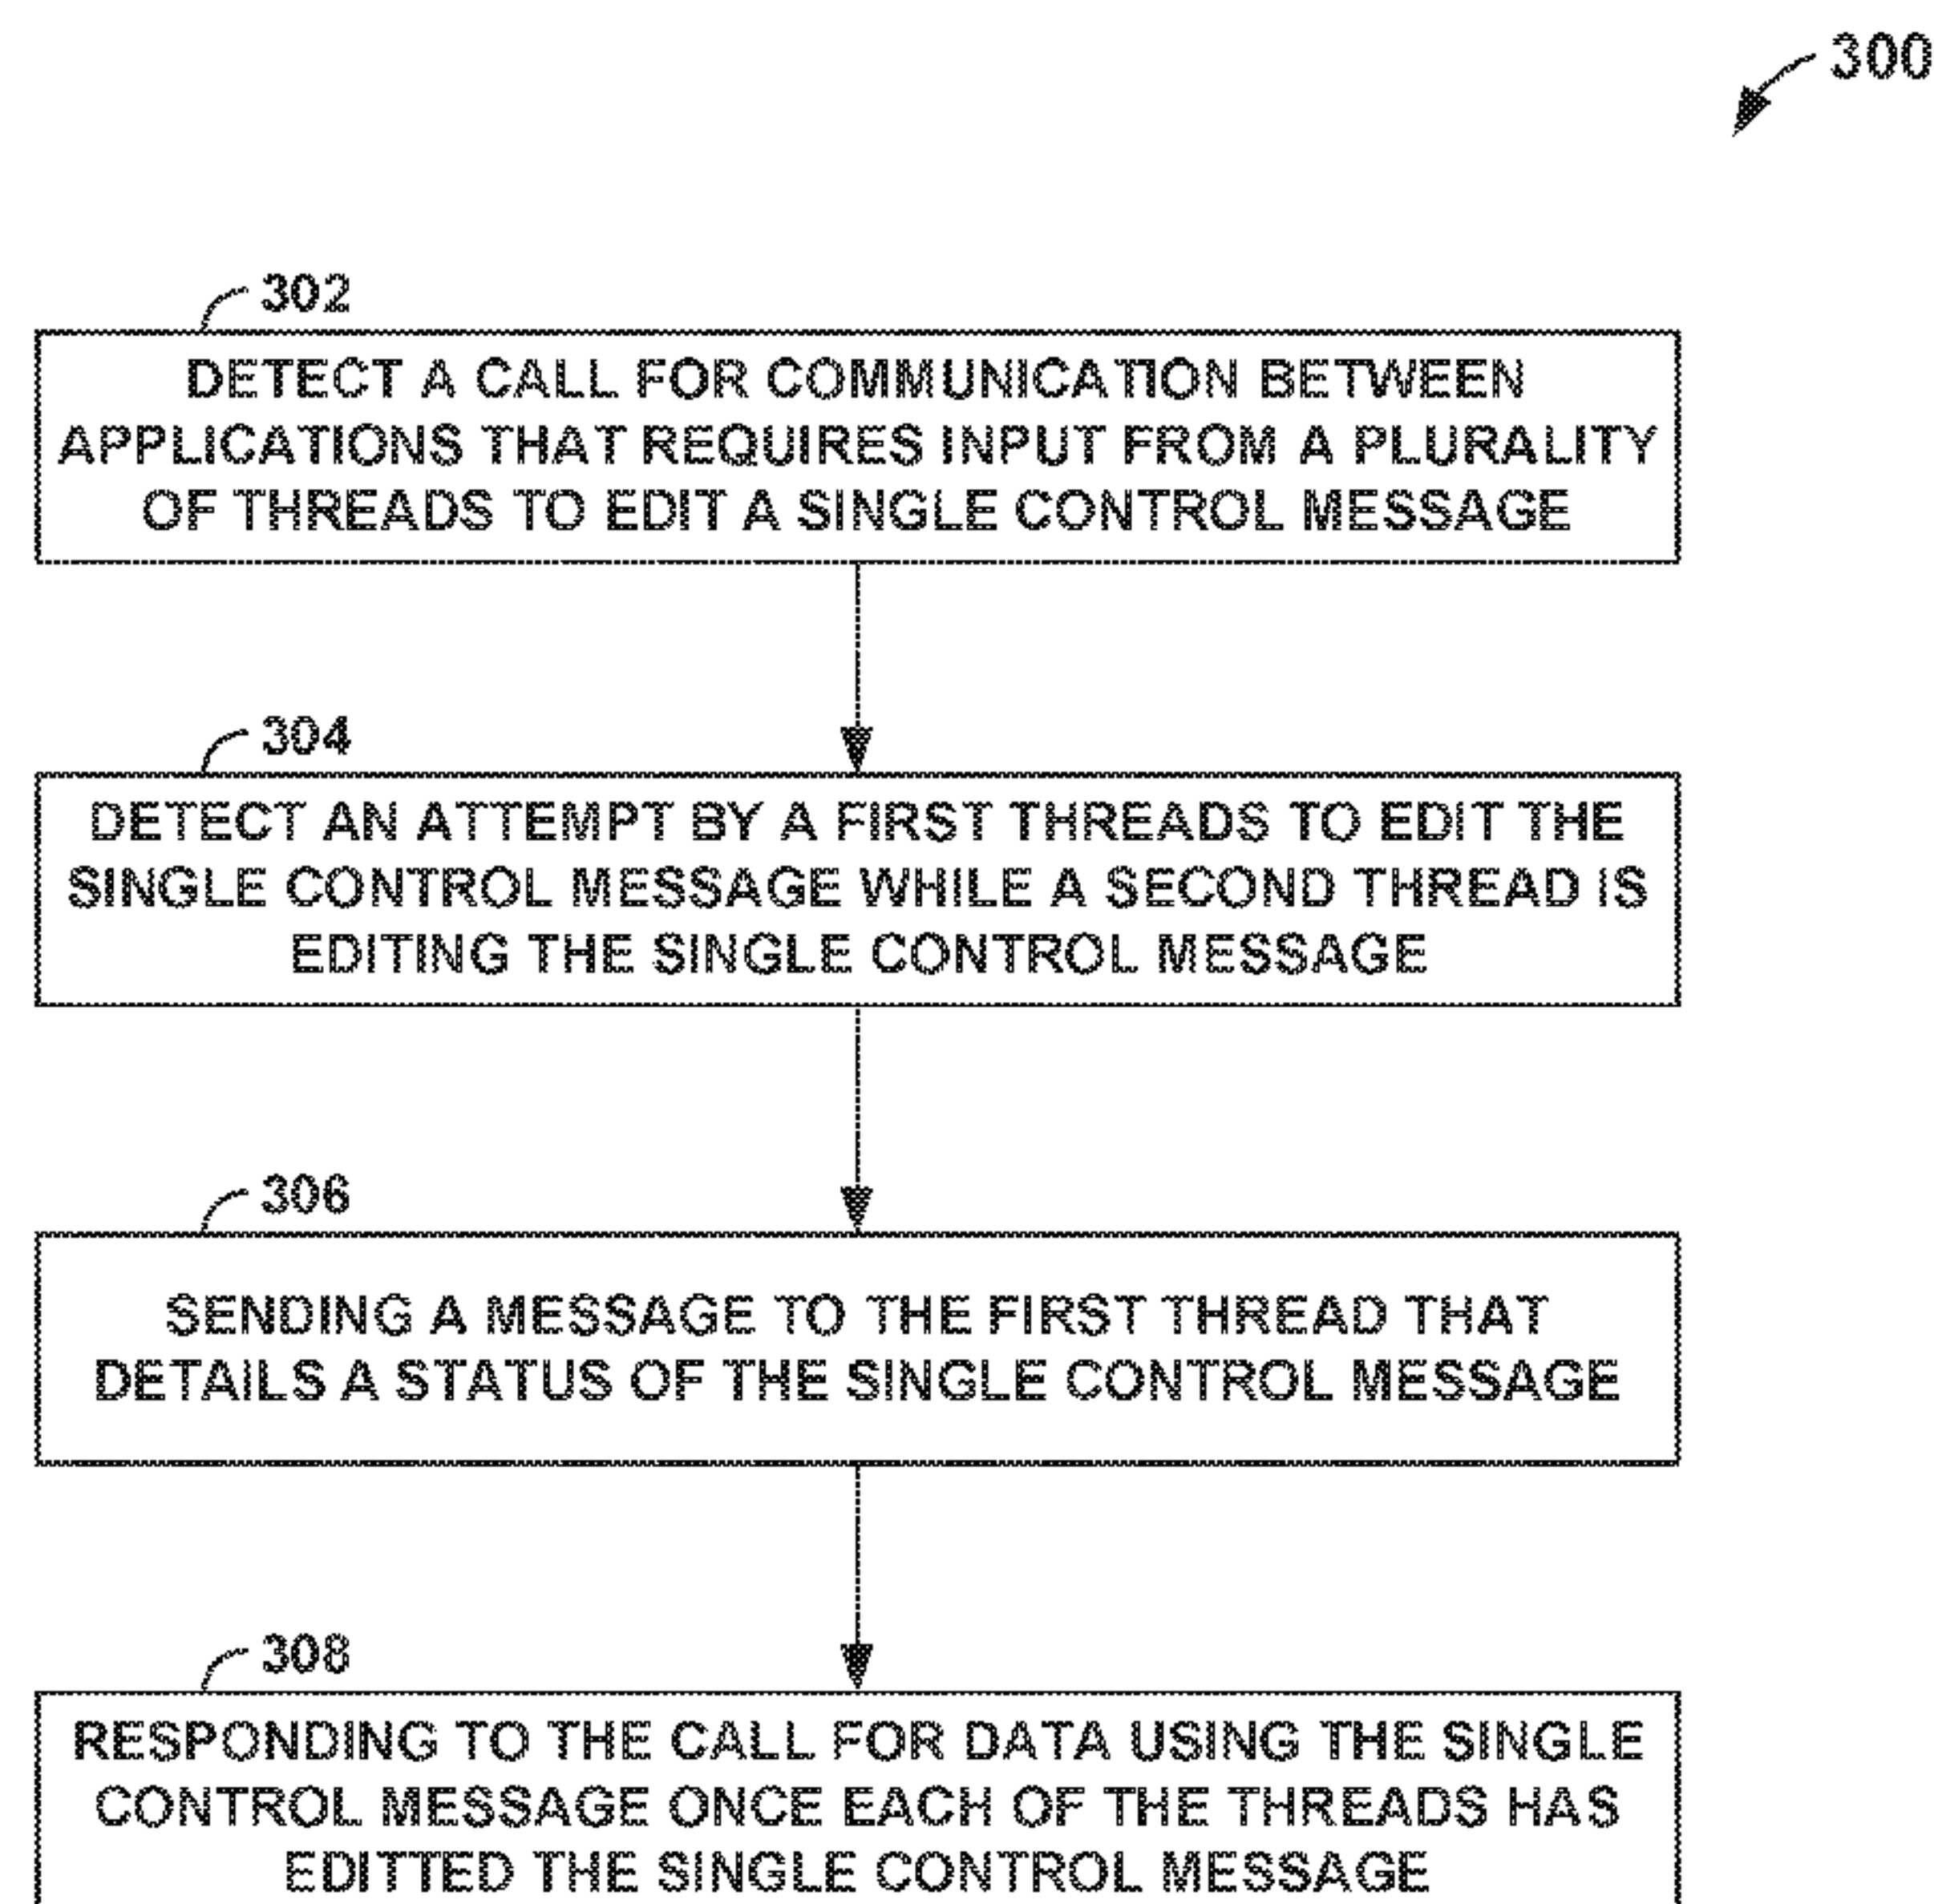 300
302
DETECT A CALL FOR COMMUNICATION BETWEEN
APPLICATIONS THAT REQUIRES INPUT FROM A PLURALITY
OF THREADS TO EDIT A SINGLE CONTROL MESSAGE
304
DETECT AN ATTEMPT BY A FIRST THREADS TO EDIT THE
SINGLE CONTROL MESSAGE WHILE A SECOND THREAD IS
EDITING THE SINGLE CONTROL MESSAGE
306
SENDING A MESSAGE TO THE FIRST THREAD THAT
DETAILS A STATUS OF THE SINGLE CONTROL MESSAGE
308
RESPONDING TO THE CALL FOR DATA USING THE SINGLE
CONTROL MESSAGE ONCE EACH OF THE THREADS HAS
EDITTED THE SINGLE CONTROL MESSAGE